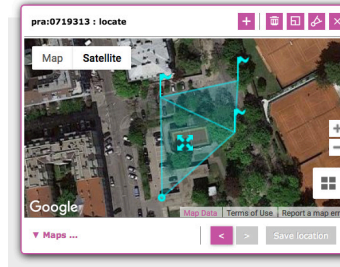 pra:0719313 : locate
Map Satellite
Google
Map Data Terms of Use Report a map err
▼ Maps ...
< > Save location